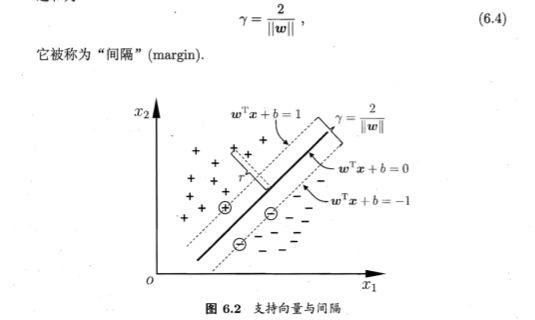 γ = 2 / ||w|| , (6.4)
它被称为“间隔”(margin).
x₂
wᵀx + b = 1
γ = 2 / ||w||
r
wᵀx + b = 0
wᵀx + b = −1
O
x₁
图 6.2 支持向量与间隔